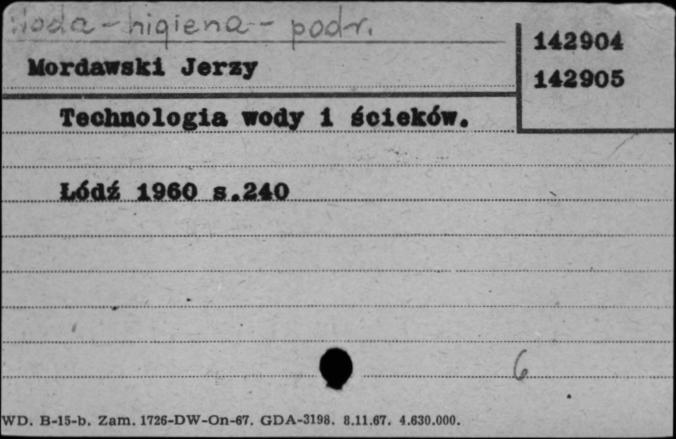 Woda - higiena - podr.
142904
Mordawski Jerzy
142905
Technologia wody i ścieków.
Łódź 1960 s.240
6
WD. B-15-b. Zam. 1726-DW-On-67. GDA-3198. 8.11.67. 4.630.000.